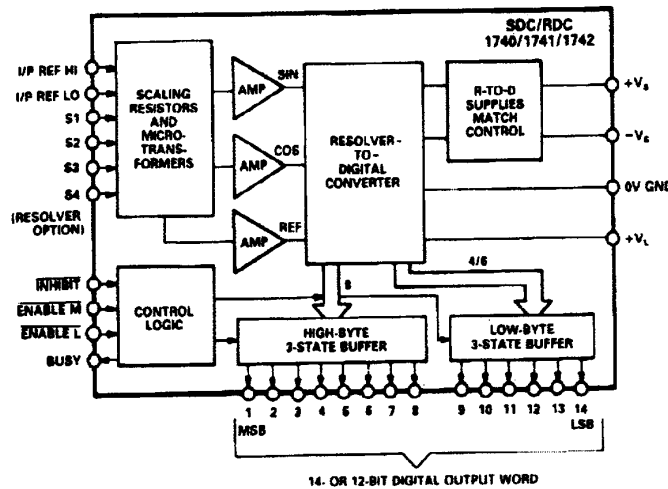 SDC/RDC
1740/1741/1742
I/P REF HI
I/P REF LO
S1
S2
S3
S4
(RESOLVER
OPTION)
SCALING
RESISTORS
AND
MICRO-
TRANS-
FORMERS
AMP
SIN
AMP
COS
AMP
REF
RESOLVER-
TO-
DIGITAL
CONVERTER
R-TO-D
SUPPLIES
MATCH
CONTROL
+VS
-VS
0V GND
+VL
INHIBIT
ENABLE M
ENABLE L
BUSY
CONTROL
LOGIC
8
4/6
HIGH-BYTE
3-STATE BUFFER
LOW-BYTE
3-STATE BUFFER
1 2 3 4 5 6 7 8 9 10 11 12 13 14
MSB LSB
14- OR 12-BIT DIGITAL OUTPUT WORD